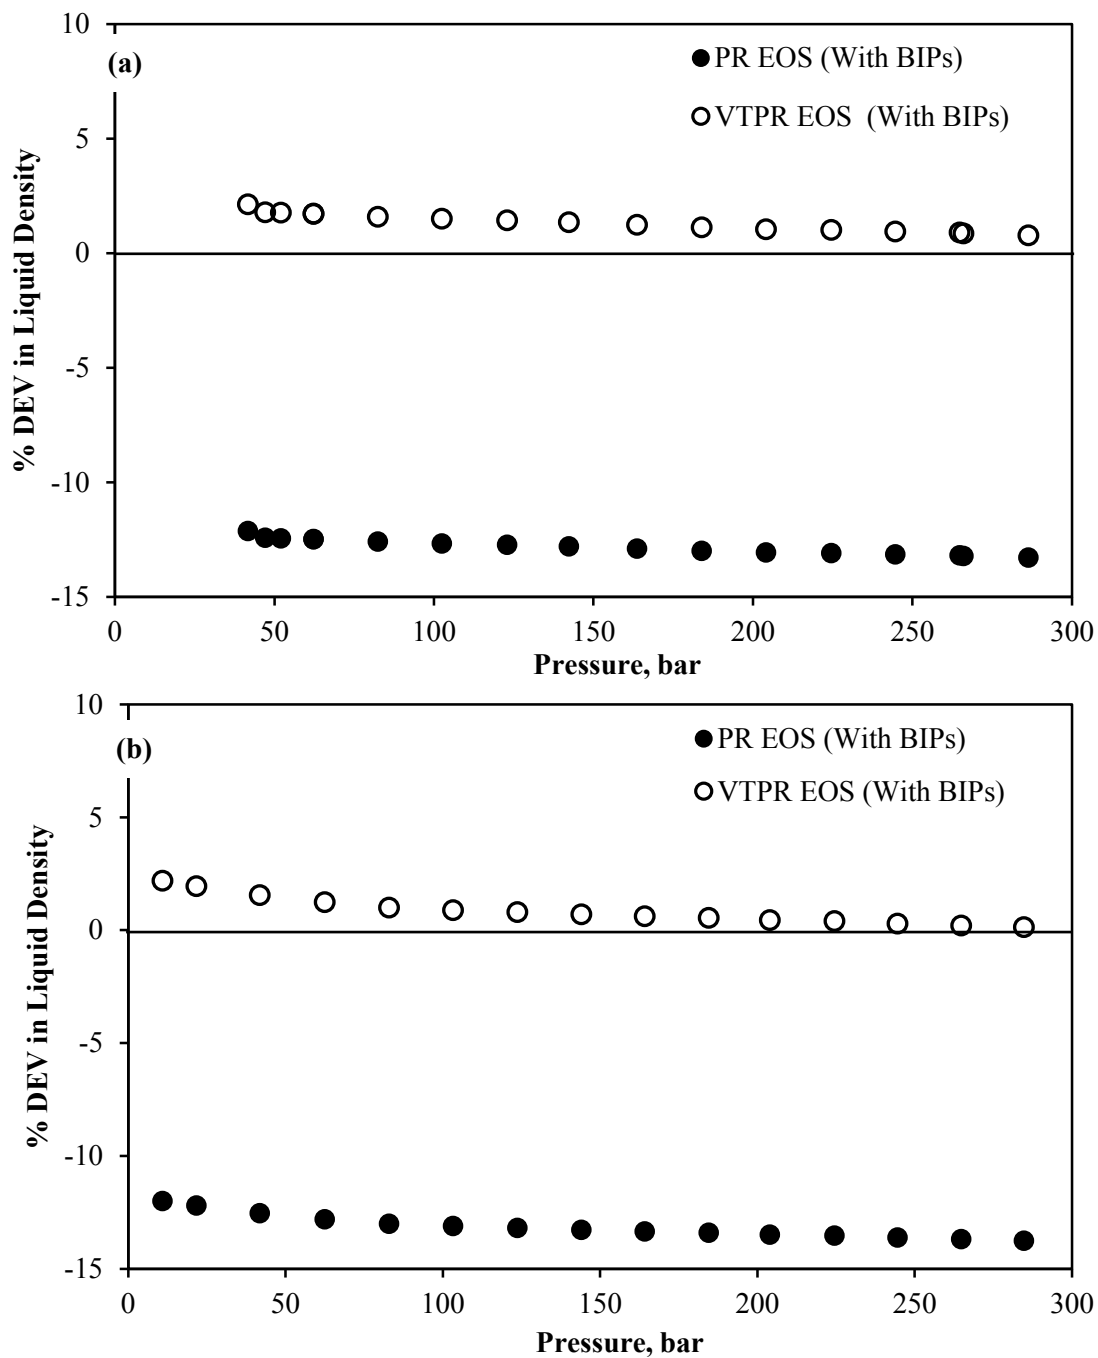 10
(a)
PR EOS (With BIPs)
VTPR EOS (With BIPs)
5
0
-5
-10
-15
% DEV in Liquid Density
0 50 100 150 200 250 300
Pressure, bar
10
(b)
PR EOS (With BIPs)
VTPR EOS (With BIPs)
5
0
-5
-10
-15
% DEV in Liquid Density
0 50 100 150 200 250 300
Pressure, bar